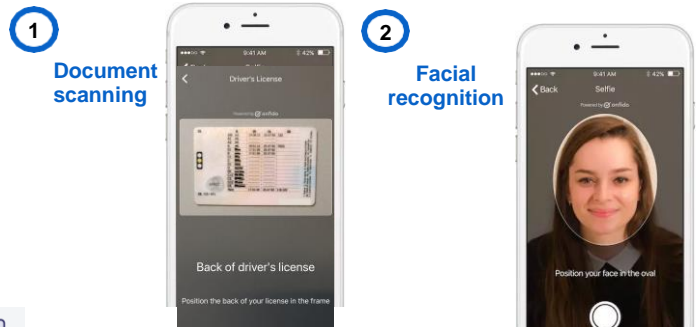 1
Document
scanning
9:41 AM
42%
Driver's License
Powered by
Back of driver's license
Position the back of your license in the frame
2
Facial
recognition
9:41 AM
42%
Back
Selfie
Powered by
Position your face in the oval